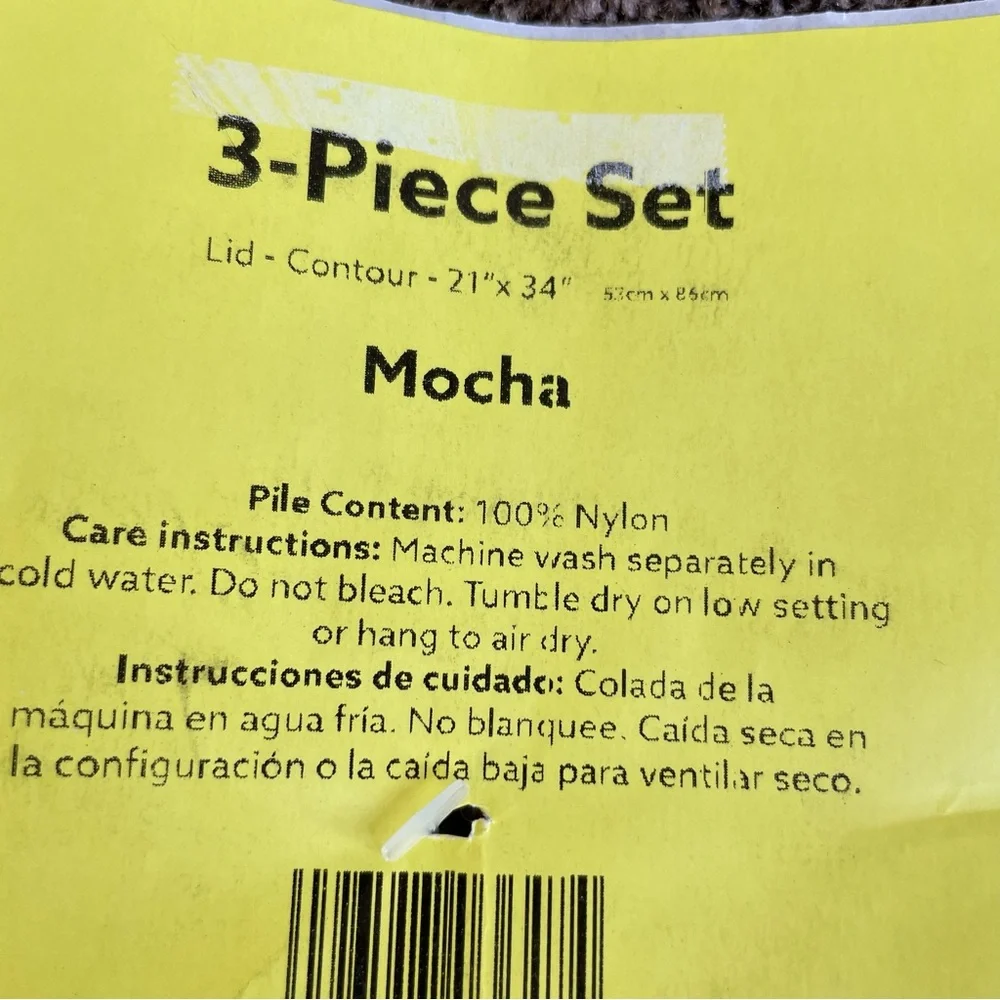 3-Piece Set
Lid - Contour - 21"x 34" 53cm x 86cm
Mocha
Pile Content: 100% Nylon
Care instructions: Machine wash separately in
cold water. Do not bleach. Tumble dry on low setting
or hang to air dry.
Instrucciones de cuidado: Colada de la
máquina en agua fría. No blanquee. Caída seca en
la configuración o la caída baja para ventilar seco.